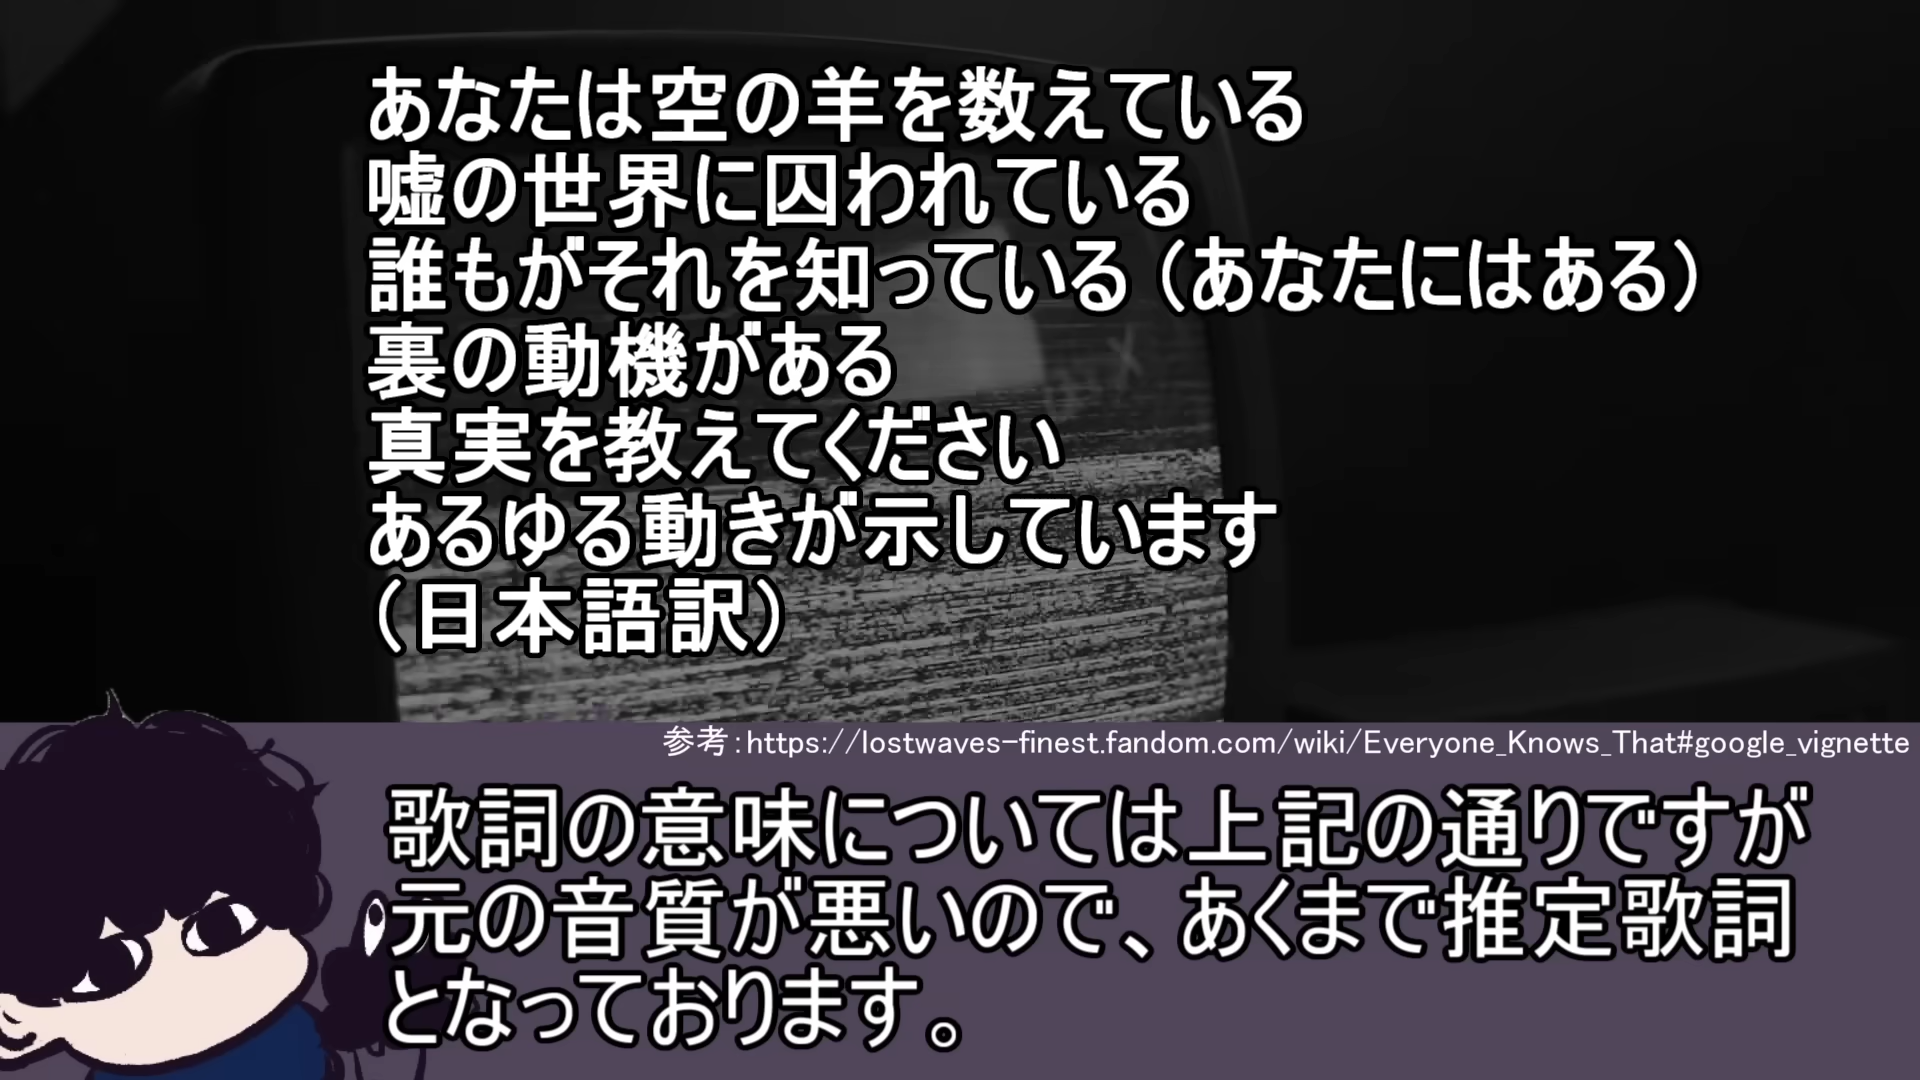 あなたは空の羊を数えている
嘘の世界に囚われている
誰もがそれを知っている（あなたにはある）
裏の動機がある
真実を教えてください
あるゆる動きが示しています
（日本語訳）
参考：https://lostwaves-finest.fandom.com/wiki/Everyone_Knows_That#google_vignette
歌詞の意味については上記の通りですが
元の音質が悪いので、あくまで推定歌詞
となっております。